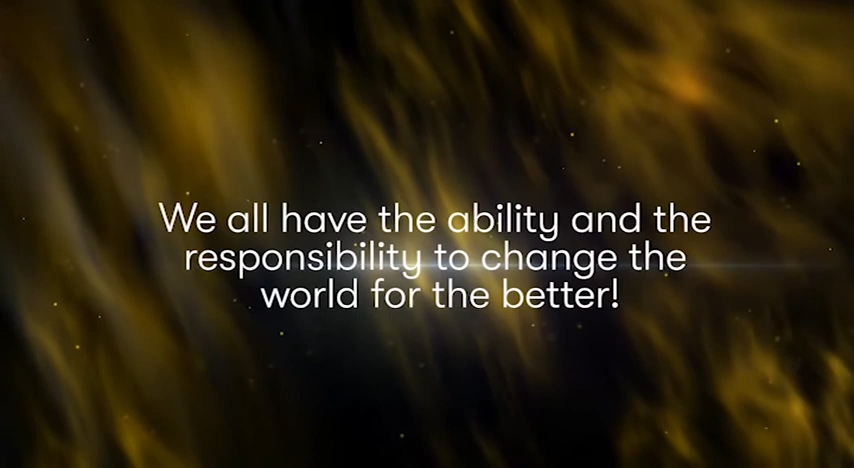 We all have the ability and the
responsibility to change the
world for the better!